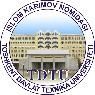 ISLOM KARIMOV NOMIDAGI
TOSHKENT DAVLAT TEXNIKA UNIVERSITETI
TDTU